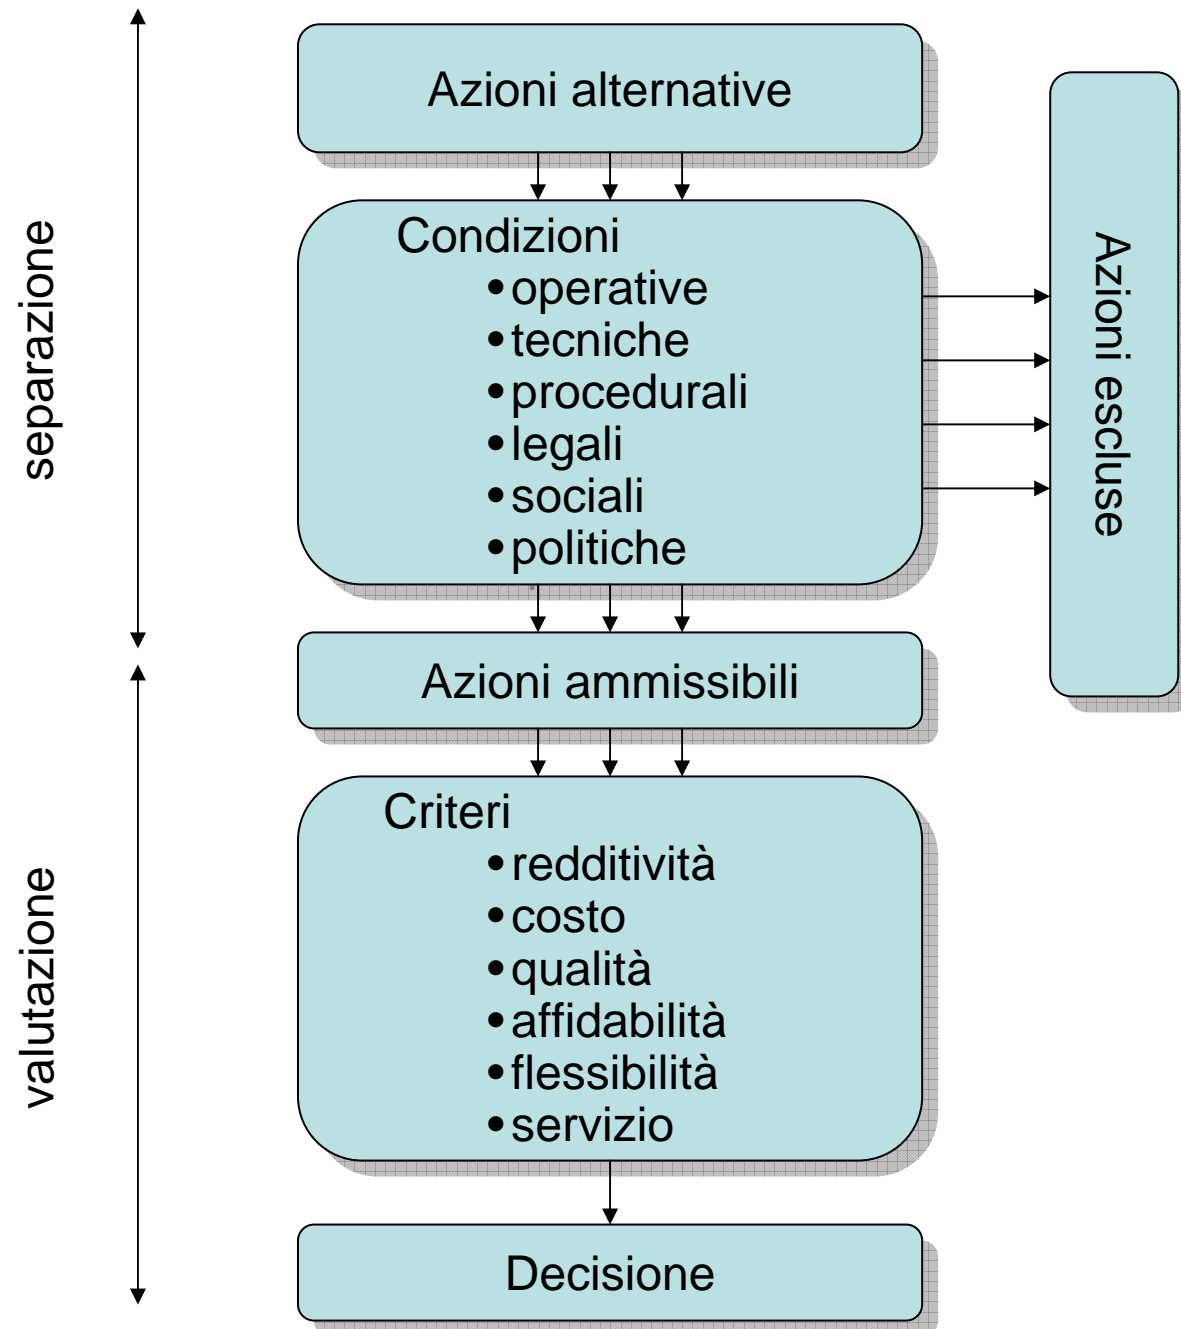 separazione
Azioni alternative
Condizioni
•operative
•tecniche
•procedurali
•legali
•sociali
•politiche
Azioni escluse
Azioni ammissibili
valutazione
Criteri
•redditività
•costo
•qualità
•affidabilità
•flessibilità
•servizio
Decisione